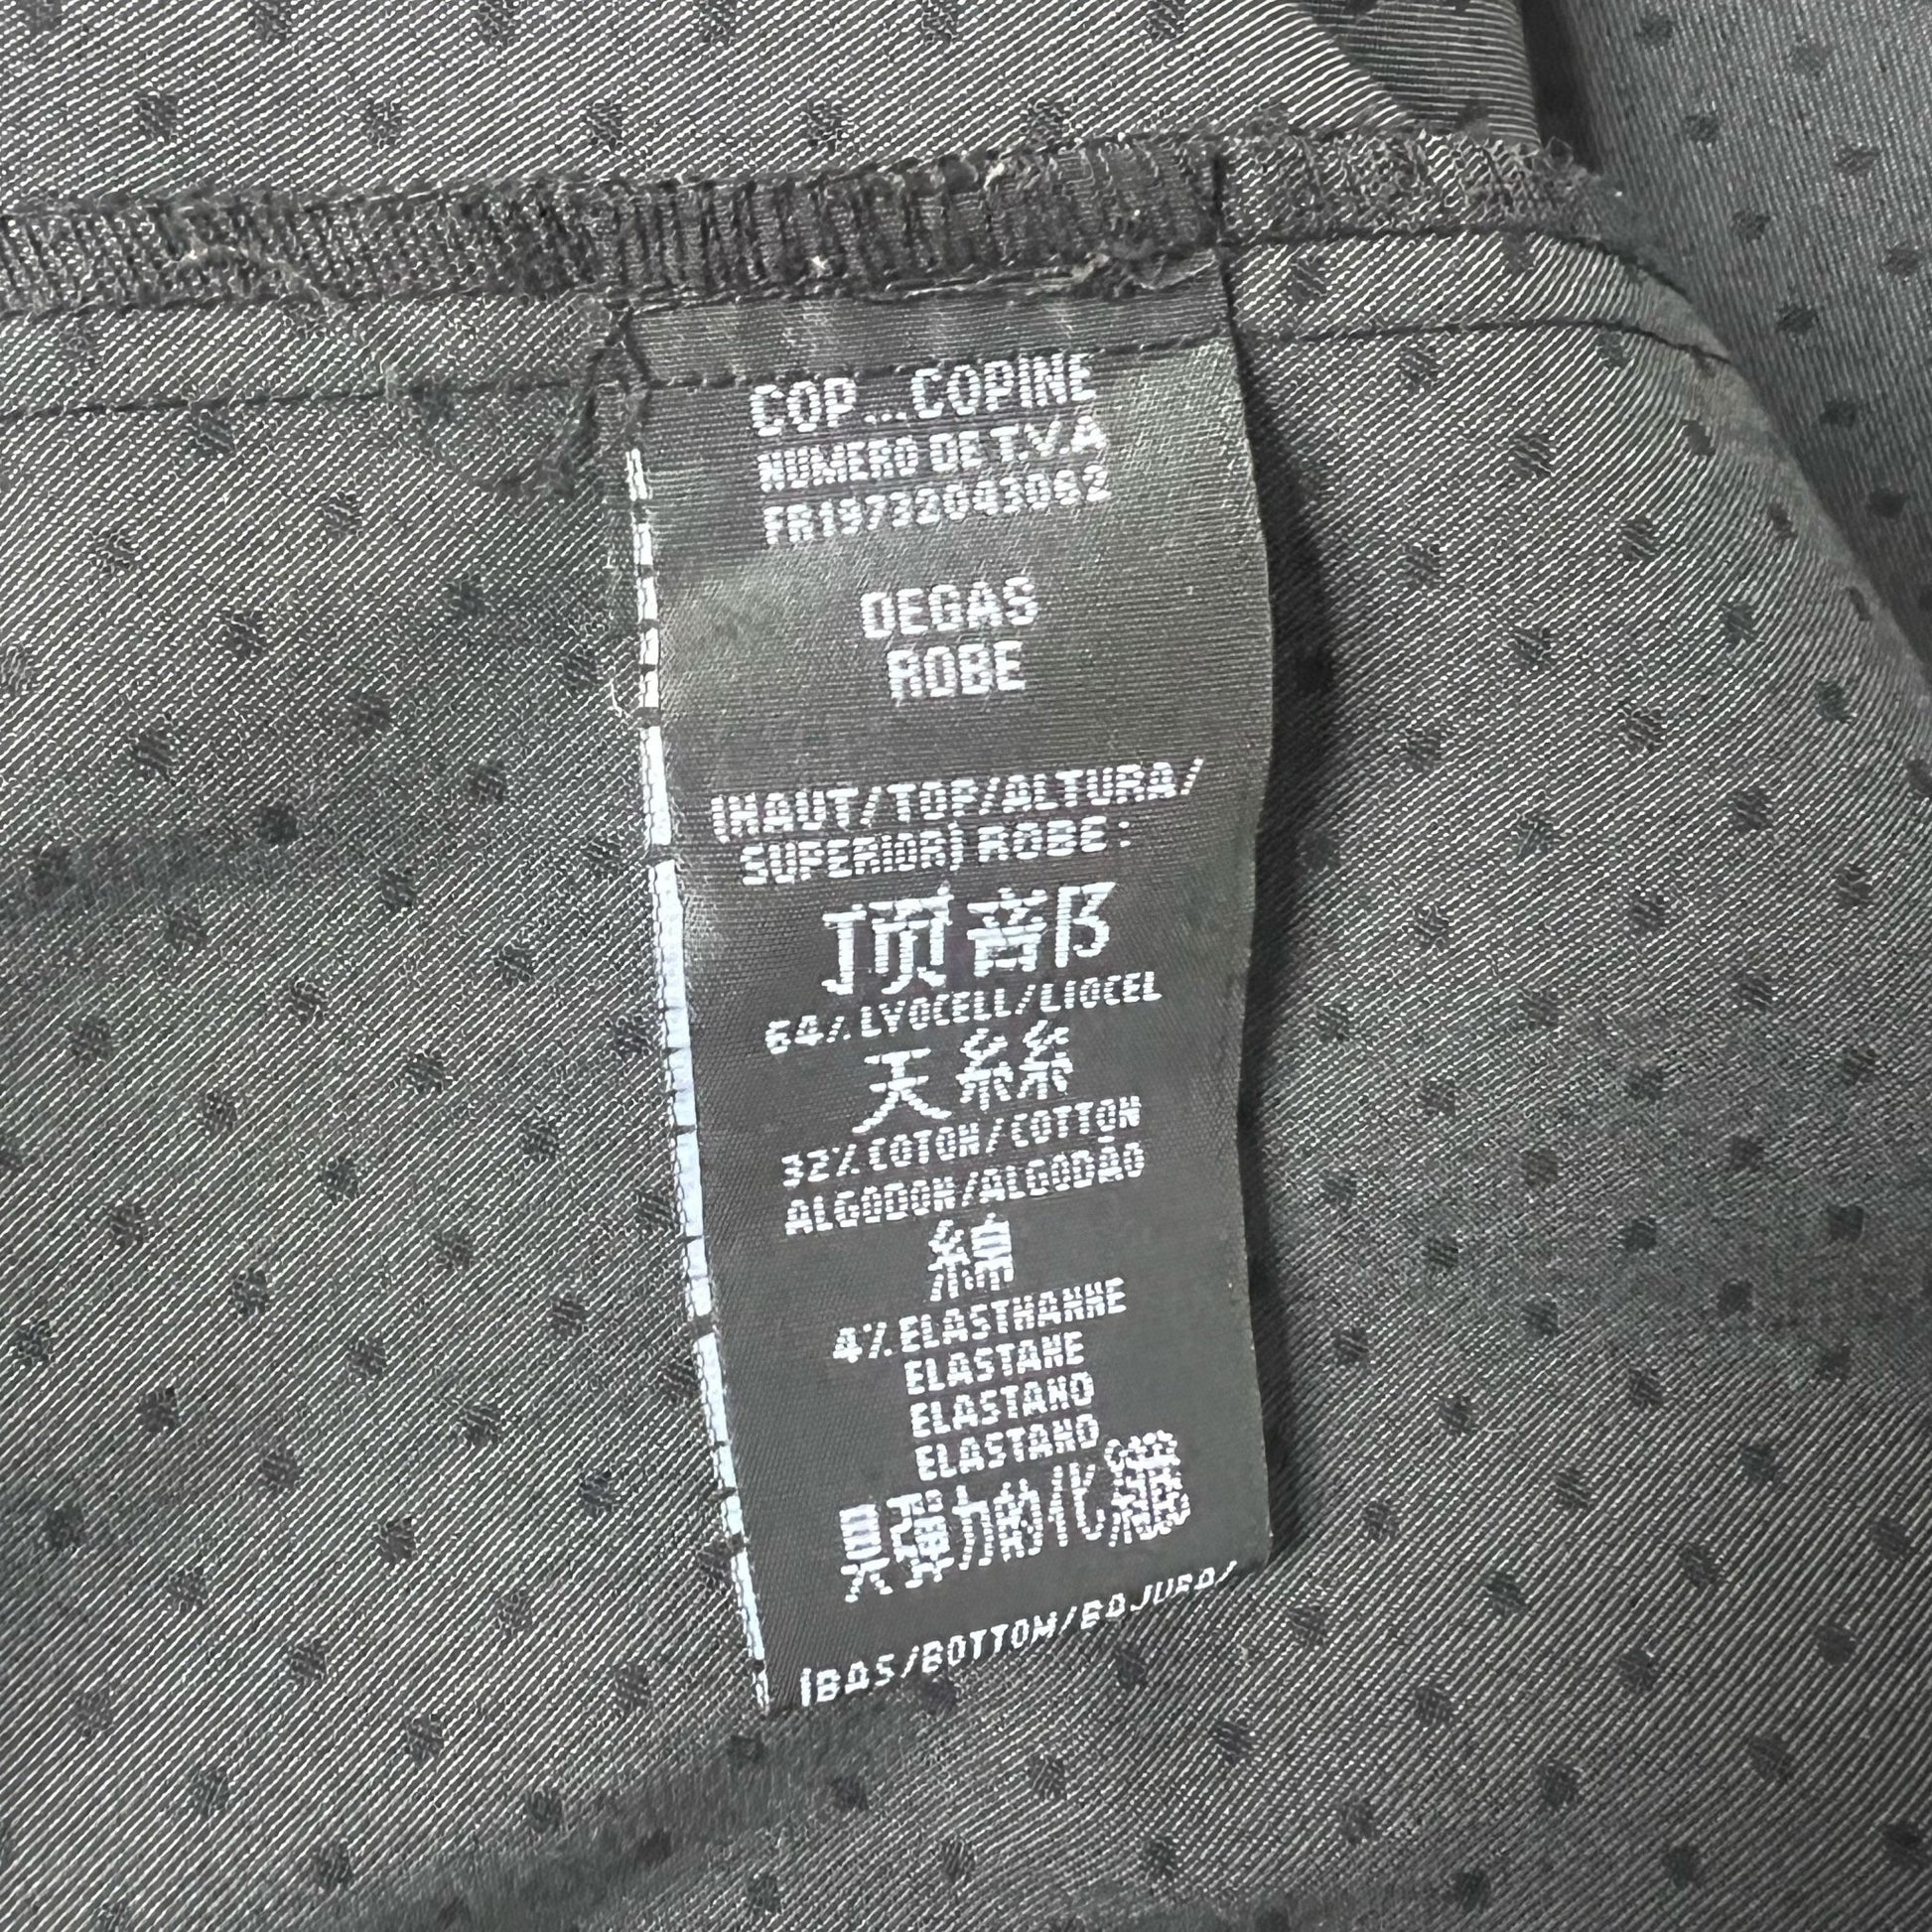 COP...COPINE
NUMERO DE T.V.A
FR19732043062
DEGAS
ROBE
(HAUT/TOP/ALTURA/
SUPERIOR) ROBE :
顶部
64% LYOCELL/LIOCEL
天絲
32% COTON/COTTON
ALGODON/ALGODÃO
綿
4% ELASTHANNE
ELASTANE
ELASTANO
ELASTANO
具彈力的化纖
(BAS/BOTTOM/BAJURA/